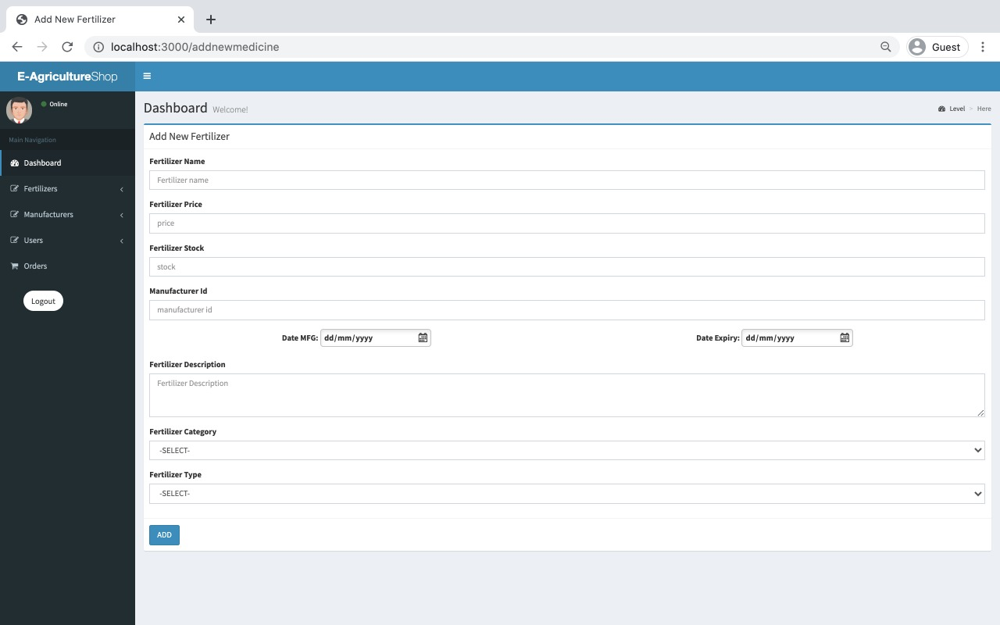 Add New Fertilizer
localhost:3000/addnewmedicine
Guest
E-AgricultureShop
Online
Main Navigation
Dashboard
Fertilizers
Manufacturers
Users
Orders
Logout
Dashboard Welcome!
Level > Here
Add New Fertilizer
Fertilizer Name
Fertilizer name
Fertilizer Price
price
Fertilizer Stock
stock
Manufacturer Id
manufacturer id
Date MFG: dd/mm/yyyy
Date Expiry: dd/mm/yyyy
Fertilizer Description
Fertilizer Description
Fertilizer Category
-SELECT-
Fertilizer Type
-SELECT-
ADD